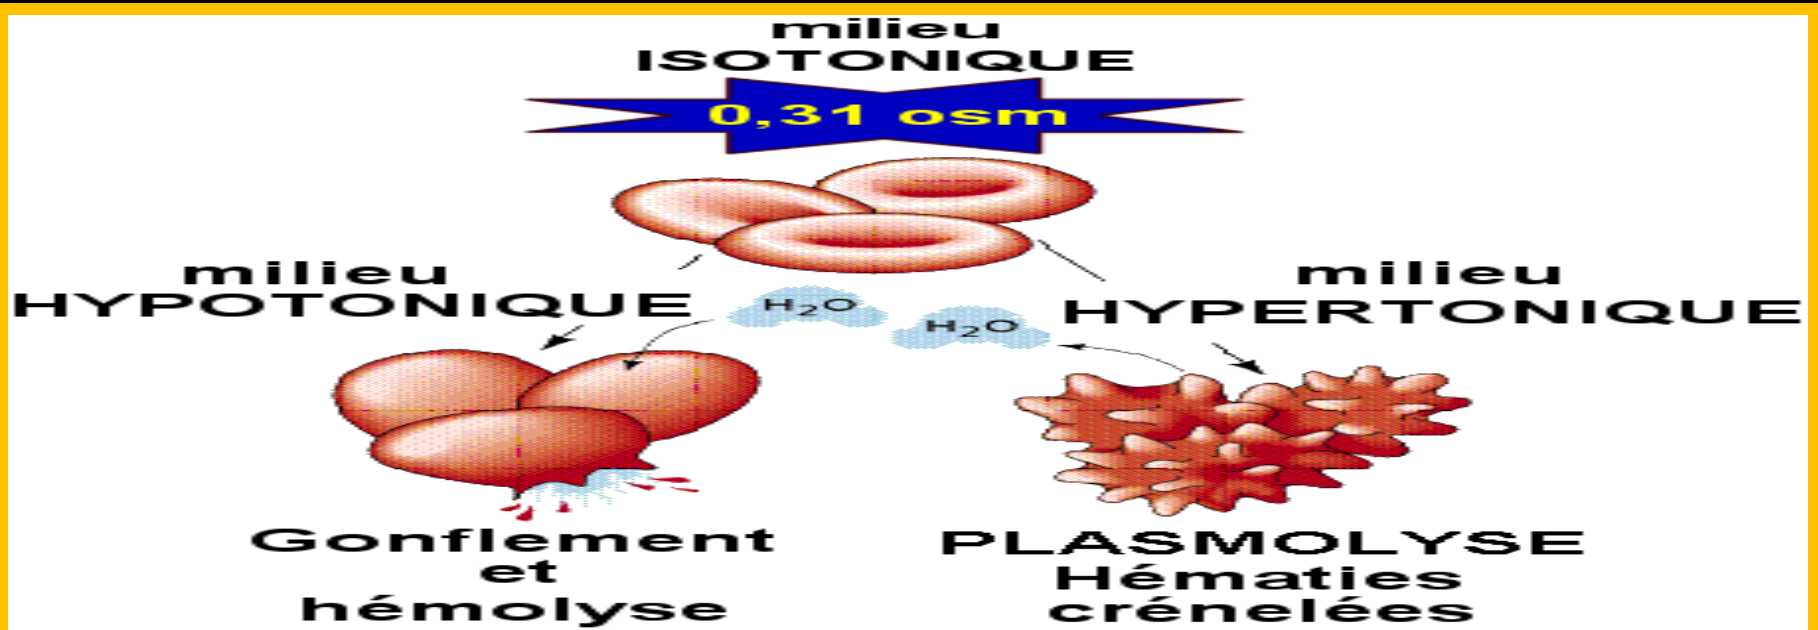 milieu
ISOTONIQUE
0,31 osm
milieu
HYPOTONIQUE
H₂O
H₂O
milieu
HYPERTONIQUE
Gonflement
et
hémolyse
PLASMOLYSE
Hématies
crénelées